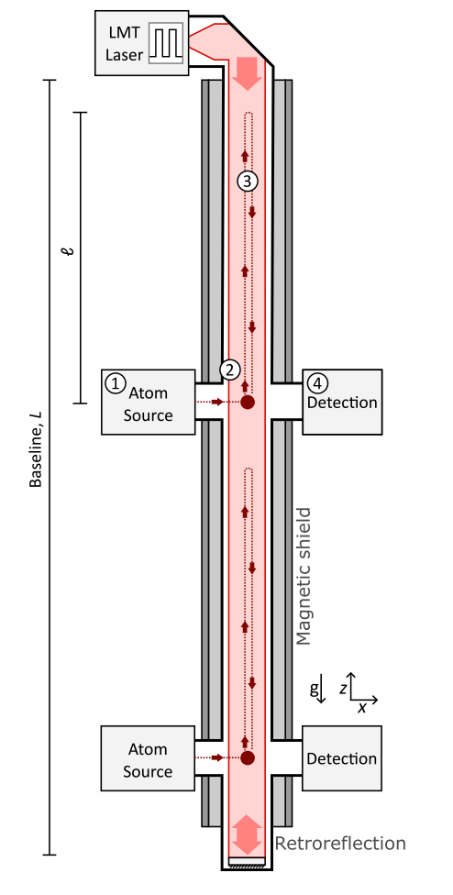 LMT
Laser
3
ℓ
2
1
Atom
Source
4
Detection
Baseline, L
Magnetic shield
g
z
x
Atom
Source
Detection
Retroreflection